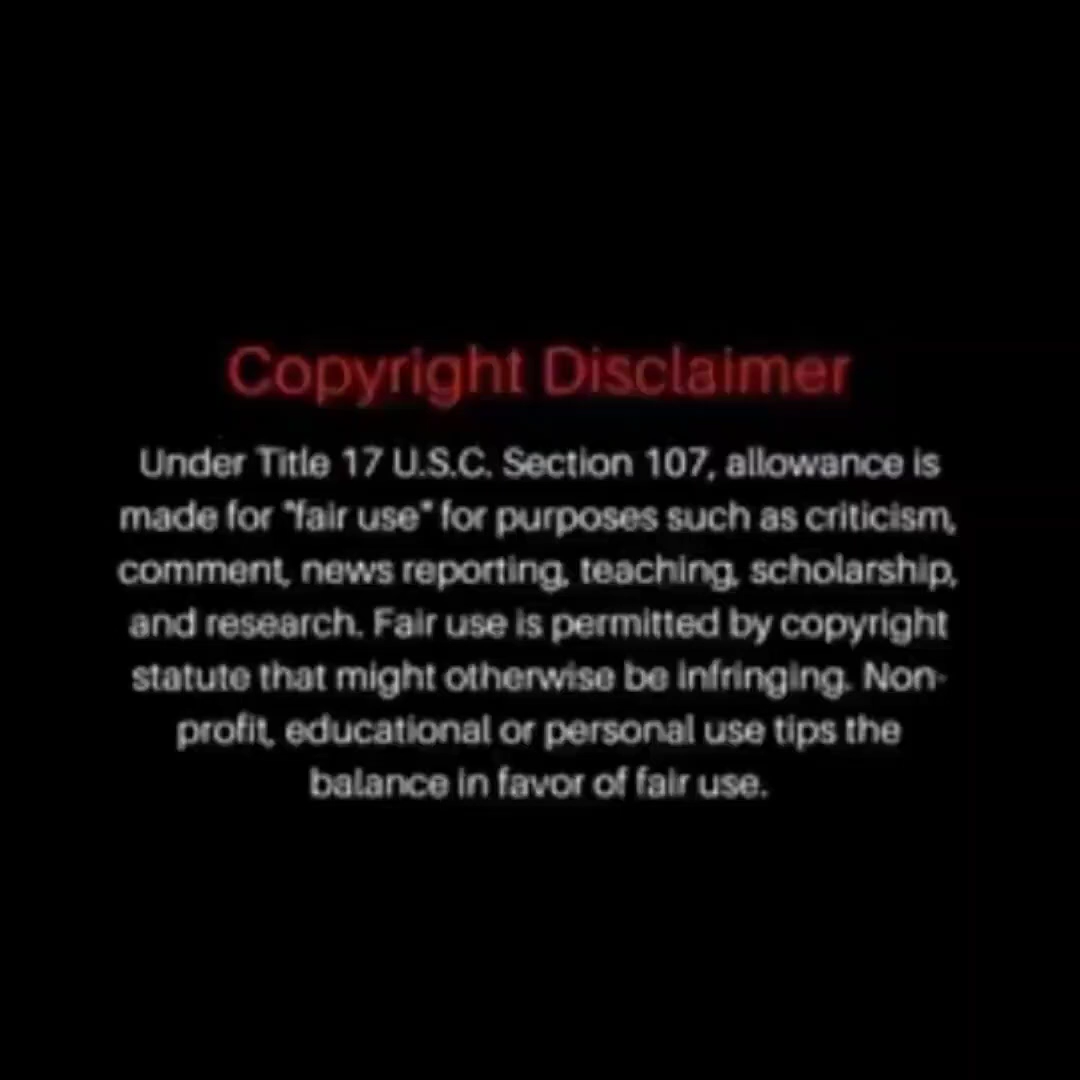 Copyright Disclaimer
Under Title 17 U.S.C. Section 107, allowance is
made for "fair use" for purposes such as criticism,
comment, news reporting, teaching, scholarship,
and research. Fair use is permitted by copyright
statute that might otherwise be infringing. Non-
profit, educational or personal use tips the
balance in favor of fair use.